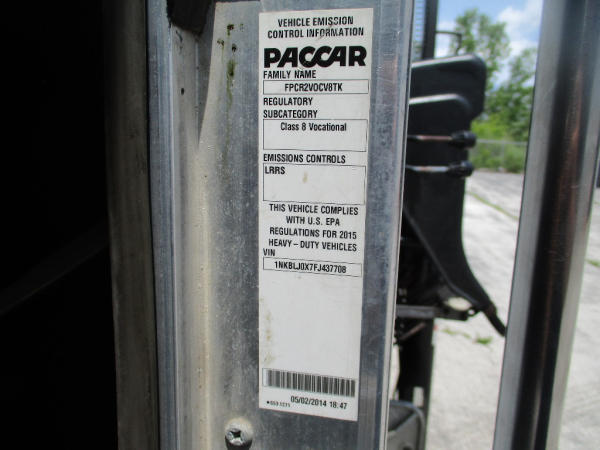 VEHICLE EMISSION
CONTROL INFORMATION
PACCAR
FAMILY NAME
FPCR2VOCV8TK
REGULATORY
SUBCATEGORY
Class 8 Vocational
EMISSIONS CONTROLS
LRRS
THIS VEHICLE COMPLIES
WITH U.S. EPA
REGULATIONS FOR 2015
HEAVY-DUTY VEHICLES
VIN
1NKBLJ0X7FJ437708
05/02/2014 18:47